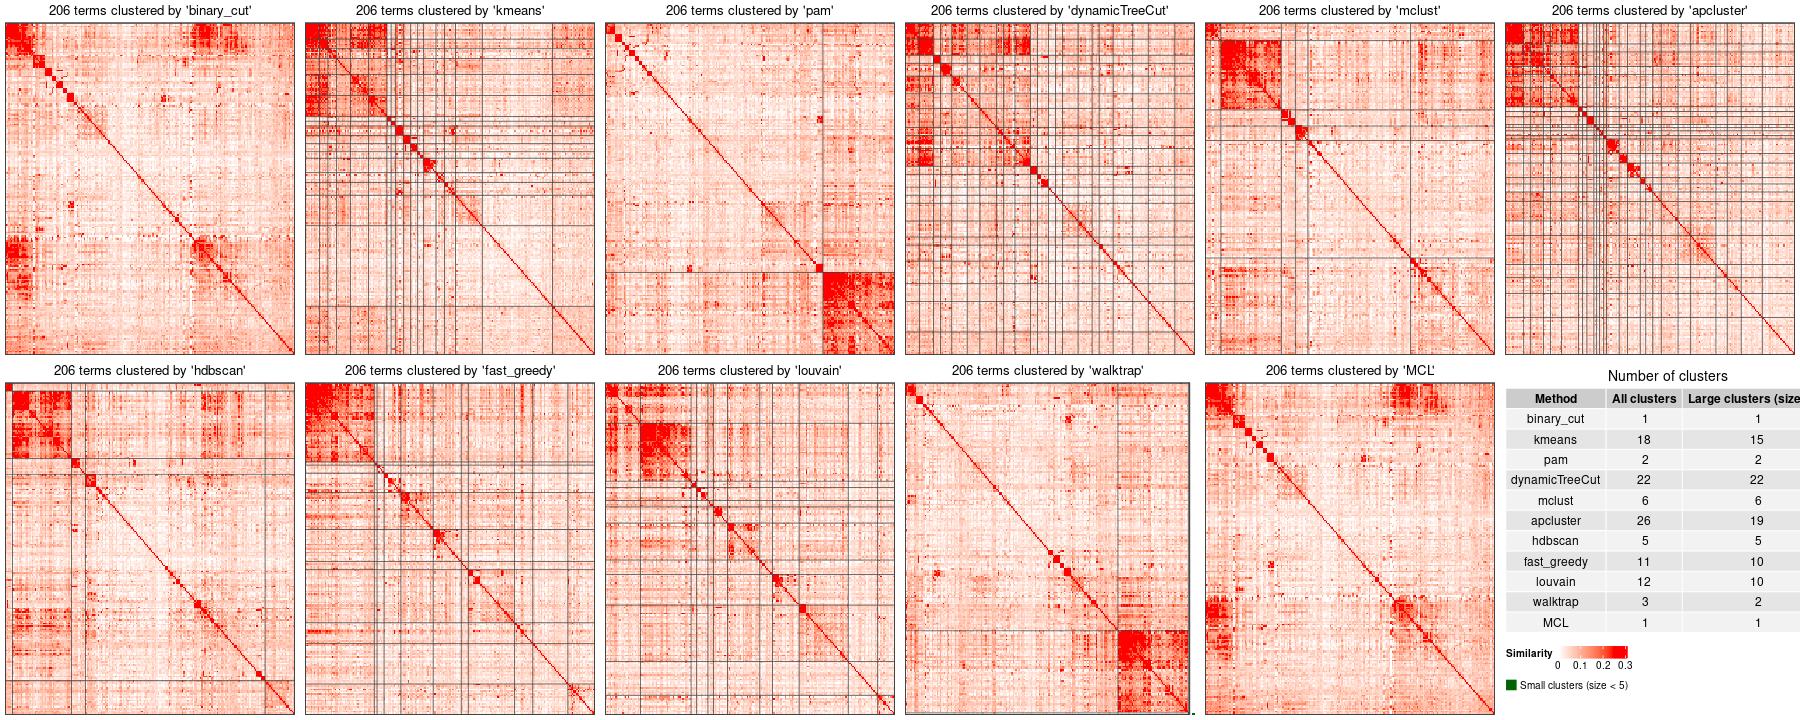 206 terms clustered by 'binary_cut'
206 terms clustered by 'kmeans'
206 terms clustered by 'pam'
206 terms clustered by 'dynamicTreeCut'
206 terms clustered by 'mclust'
206 terms clustered by 'apcluster'
206 terms clustered by 'hdbscan'
206 terms clustered by 'fast_greedy'
206 terms clustered by 'louvain'
206 terms clustered by 'walktrap'
206 terms clustered by 'MCL'
Number of clusters
Method All clusters Large clusters (size
binary_cut 1 1
kmeans 18 15
pam 2 2
dynamicTreeCut 22 22
mclust 6 6
apcluster 26 19
hdbscan 5 5
fast_greedy 11 10
louvain 12 10
walktrap 3 2
MCL 1 1
Similarity
0 0.1 0.2 0.3
Small clusters (size < 5)